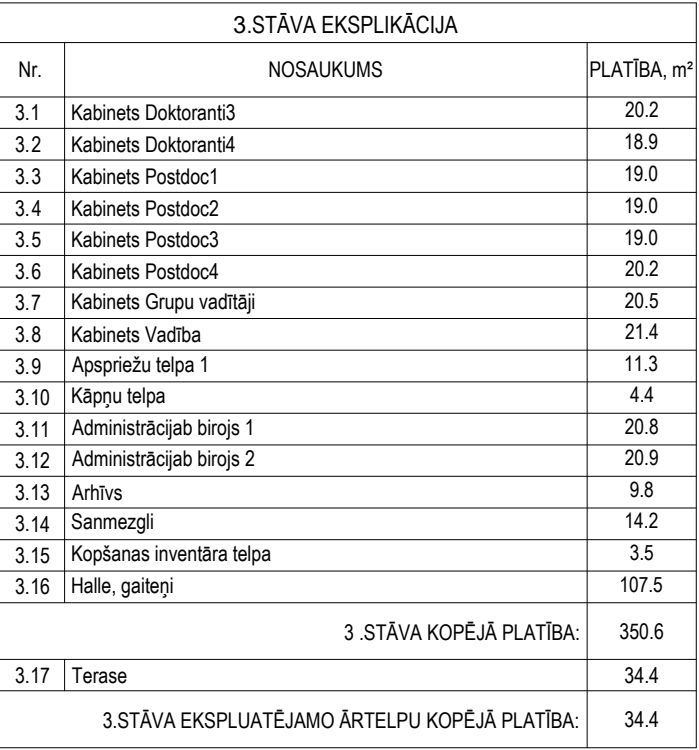 3.STĀVA EKSPLIKĀCIJA
Nr. NOSAUKUMS PLATĪBA, m²
3.1 Kabinets Doktoranti3 20.2
3.2 Kabinets Doktoranti4 18.9
3.3 Kabinets Postdoc1 19.0
3.4 Kabinets Postdoc2 19.0
3.5 Kabinets Postdoc3 19.0
3.6 Kabinets Postdoc4 20.2
3.7 Kabinets Grupu vadītāji 20.5
3.8 Kabinets Vadība 21.4
3.9 Apspriežu telpa 1 11.3
3.10 Kāpņu telpa 4.4
3.11 Administrācijab birojs 1 20.8
3.12 Administrācijab birojs 2 20.9
3.13 Arhīvs 9.8
3.14 Sanmezgli 14.2
3.15 Kopšanas inventāra telpa 3.5
3.16 Halle, gaiteņi 107.5
3 .STĀVA KOPĒJĀ PLATĪBA: 350.6
3.17 Terase 34.4
3.STĀVA EKSPLUATĒJAMO ĀRTELPU KOPĒJĀ PLATĪBA: 34.4